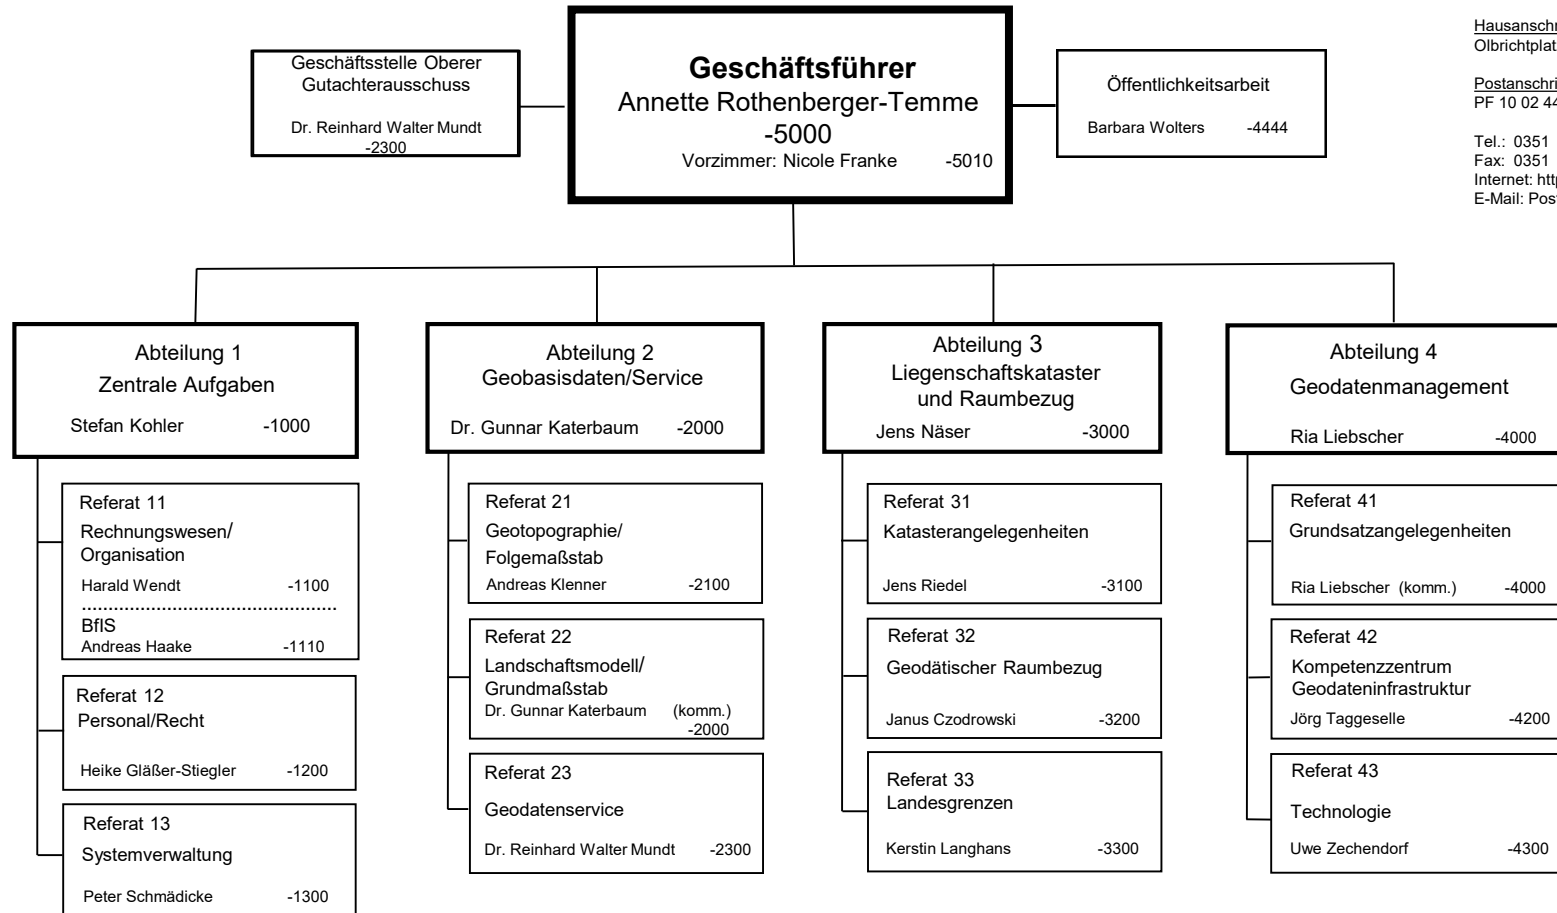 Geschäftsstelle Oberer
Gutachterausschuss
Dr. Reinhard Walter Mundt
-2300
Geschäftsführer
Annette Rothenberger-Temme
-5000
Vorzimmer: Nicole Franke -5010
Öffentlichkeitsarbeit
Barbara Wolters -4444
Postanschri
PF 10 02 44
Tel.: 0351
Fax: 0351
Internet: http
E-Mail: Post
Abteilung 1
Zentrale Aufgaben
Stefan Kohler -1000
Referat 11
Rechnungswesen/
Organisation
Harald Wendt -1100
BfIS
Andreas Haake -1110
Referat 12
Personal/Recht
Heike Gläßer-Stiegler -1200
Referat 13
Systemverwaltung
Peter Schmädicke -1300
Abteilung 2
Geobasisdaten/Service
Dr. Gunnar Katerbaum -2000
Referat 21
Geotopographie/
Folgemaßstab
Andreas Klenner -2100
Referat 22
Landschaftsmodell/
Grundmaßstab
Dr. Gunnar Katerbaum (komm.)
-2000
Referat 23
Geodatenservice
Dr. Reinhard Walter Mundt -2300
Abteilung 3
Liegenschaftskataster
und Raumbezug
Jens Näser -3000
Referat 31
Katasterangelegenheiten
Jens Riedel -3100
Referat 32
Geodätischer Raumbezug
Janus Czodrowski -3200
Referat 33
Landesgrenzen
Kerstin Langhans -3300
Abteilung 4
Geodatenmanagement
Ria Liebscher -4000
Referat 41
Grundsatzangelegenheiten
Ria Liebscher (komm.) -4000
Referat 42
Kompetenzzentrum
Geodateninfrastruktur
Jörg Taggeselle -4200
Referat 43
Technologie
Uwe Zechendorf -4300